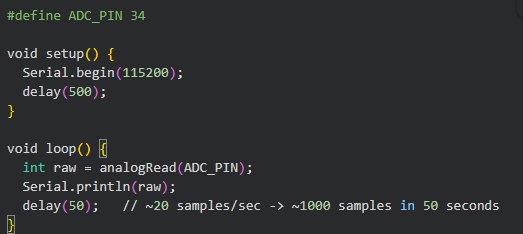 #define ADC_PIN 34

void setup() {
  Serial.begin(115200);
  delay(500);
}

void loop() {
  int raw = analogRead(ADC_PIN);
  Serial.println(raw);
  delay(50);   // ~20 samples/sec -> ~1000 samples in 50 seconds
}